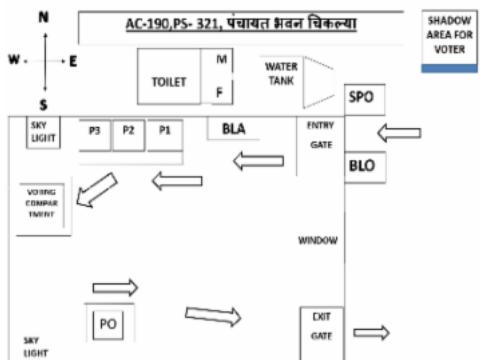 AC-190,PS- 321, पंचायत भवन चिकल्या
SHADOW
AREA FOR
VOTER
N
W
E
S
TOILET
M
F
WATER
TANK
SPO
SKY
LIGHT
P3
P2
P1
BLA
ENTRY
GATE
BLO
VOTING
COMPAR
TMENT
WINDOW
PO
EXIT
GATE
SKY
LIGHT